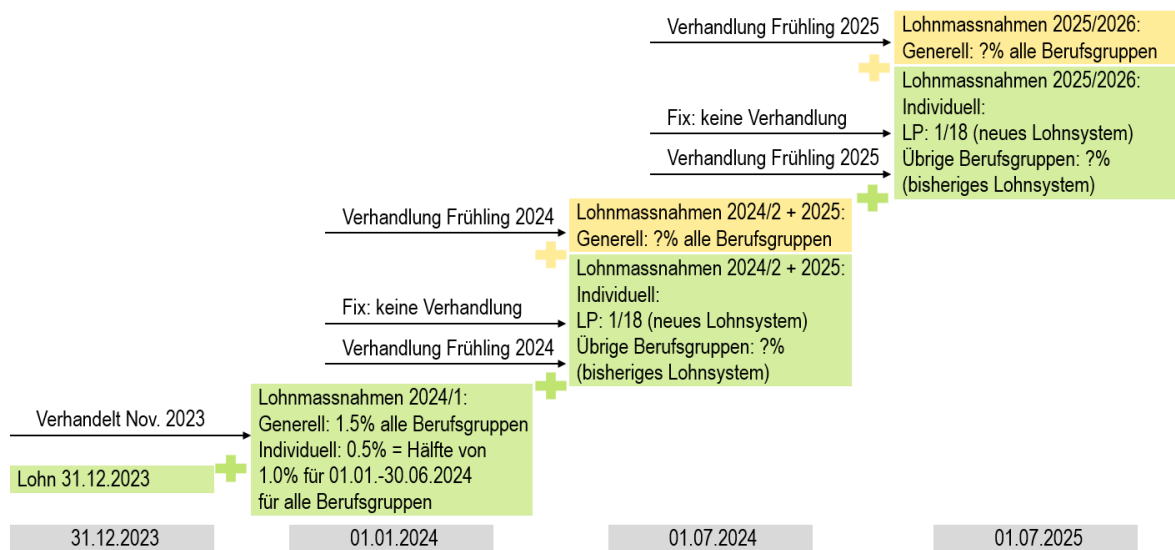 Verhandlung Frühling 2025
Lohnmassnahmen 2025/2026:
Generell: ?% alle Berufsgruppen
Lohnmassnahmen 2025/2026:
Individuell:
Fix: keine Verhandlung
LP: 1/18 (neues Lohnsystem)
Verhandlung Frühling 2025
Übrige Berufsgruppen: ?%
(bisheriges Lohnsystem)
Verhandlung Frühling 2024
Lohnmassnahmen 2024/2 + 2025:
Generell: ?% alle Berufsgruppen
Lohnmassnahmen 2024/2 + 2025:
Individuell:
Fix: keine Verhandlung
LP: 1/18 (neues Lohnsystem)
Verhandlung Frühling 2024
Übrige Berufsgruppen: ?%
(bisheriges Lohnsystem)
Verhandelt Nov. 2023
Lohn 31.12.2023
Lohnmassnahmen 2024/1:
Generell: 1.5% alle Berufsgruppen
Individuell: 0.5% = Hälfte von
1.0% für 01.01.-30.06.2024
für alle Berufsgruppen
31.12.2023
01.01.2024
01.07.2024
01.07.2025